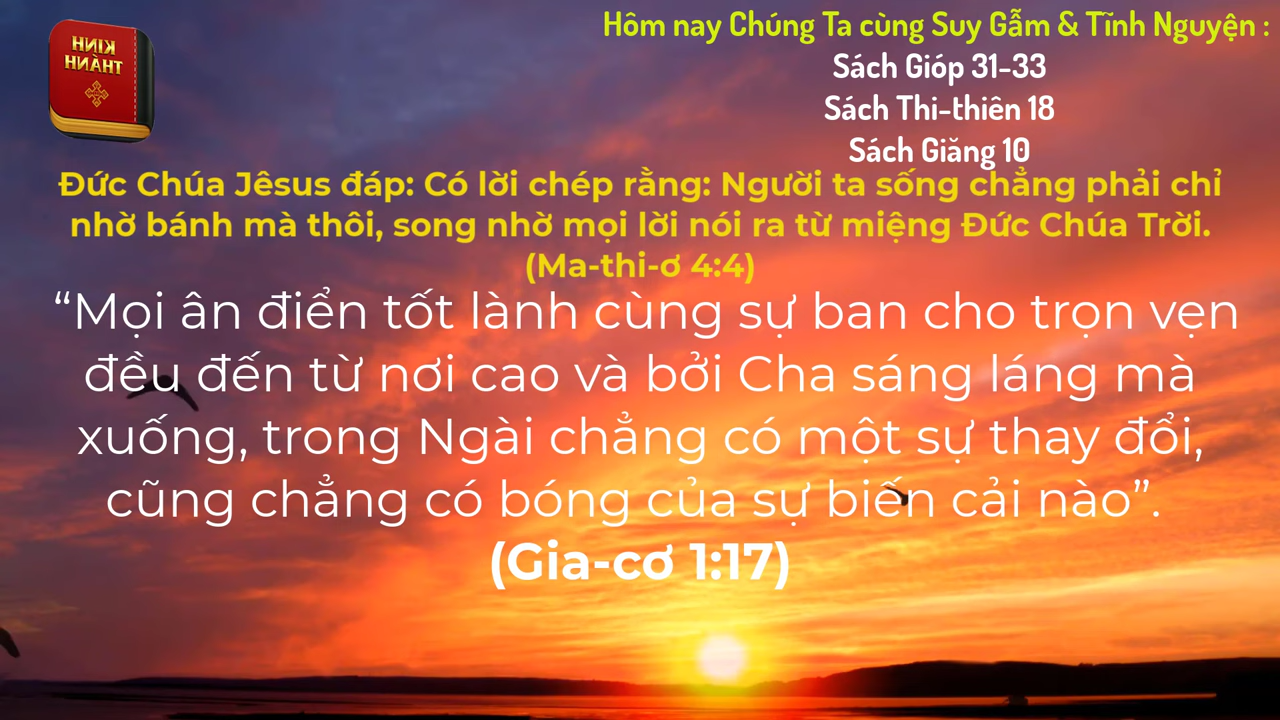 KINH
THÁNH
Hôm nay Chúng Ta cùng Suy Gẫm & Tĩnh Nguyện :
Sách Gióp 31-33
Sách Thi-thiên 18
Sách Giăng 10
Đức Chúa Jêsus đáp: Có lời chép rằng: Người ta sống chẳng phải chỉ
nhờ bánh mà thôi, song nhờ mọi lời nói ra từ miệng Đức Chúa Trời.
(Ma-thi-ơ 4:4)
“Mọi ân điển tốt lành cùng sự ban cho trọn vẹn
đều đến từ nơi cao và bởi Cha sáng láng mà
xuống, trong Ngài chẳng có một sự thay đổi,
cũng chẳng có bóng của sự biến cải nào”.
(Gia-cơ 1:17)